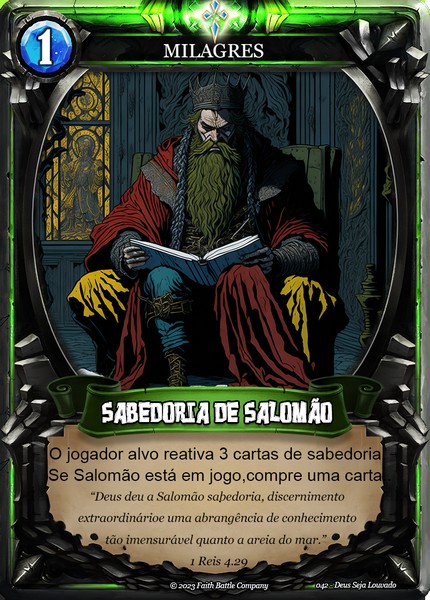 1
MILAGRES
SABEDORIA DE SALOMÃO
O jogador alvo reativa 3 cartas de sabedoria
Se Salomão está em jogo,compre uma carta
“Deus deu a Salomão sabedoria, discernimento
extraordinárioe uma abrangência de conhecimento
tão imensurável quanto a areia do mar.”
1 Reis 4.29
© 2023 Faith Battle Company
042 - Deus Seja Louvado